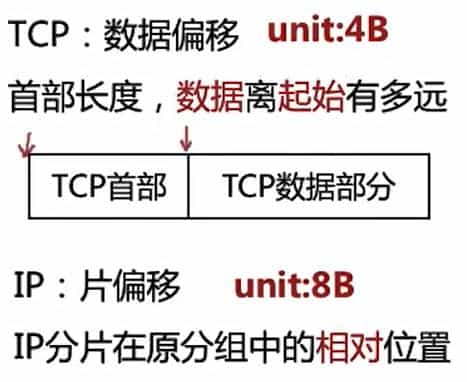 TCP：数据偏移 unit:4B
首部长度，数据离起始有多远
TCP首部 TCP数据部分
IP：片偏移 unit:8B
IP分片在原分组中的相对位置